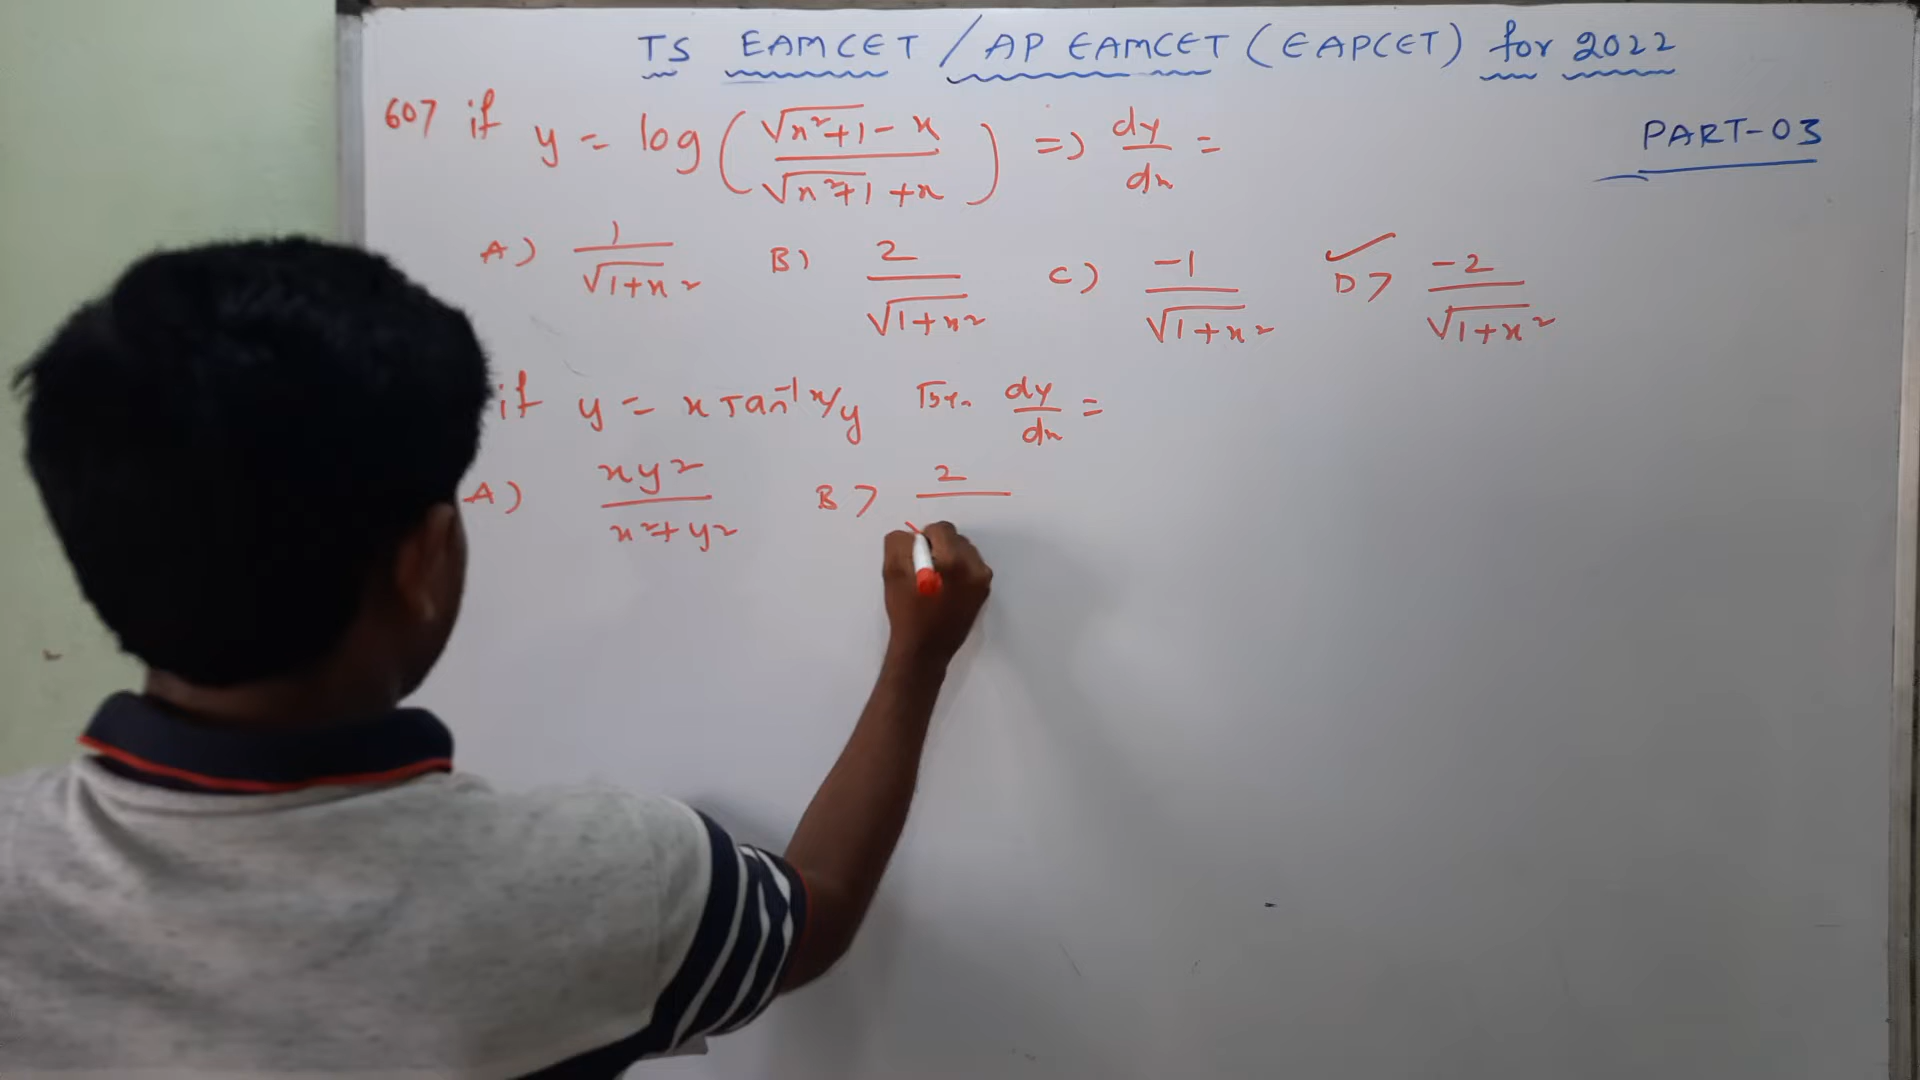 TS EAMCET / AP EAMCET (EAPCET) for 2022
PART-03
607 if y = log(√x²+1 - x / √x²+1 + x) => dy/dx =
A) 1/√1+x² B) 2/√1+x² C) -1/√1+x² D> -2/√1+x²
if y = x Tan⁻¹ x/y dy/dx =
A) xy²/x²+y² B> 2